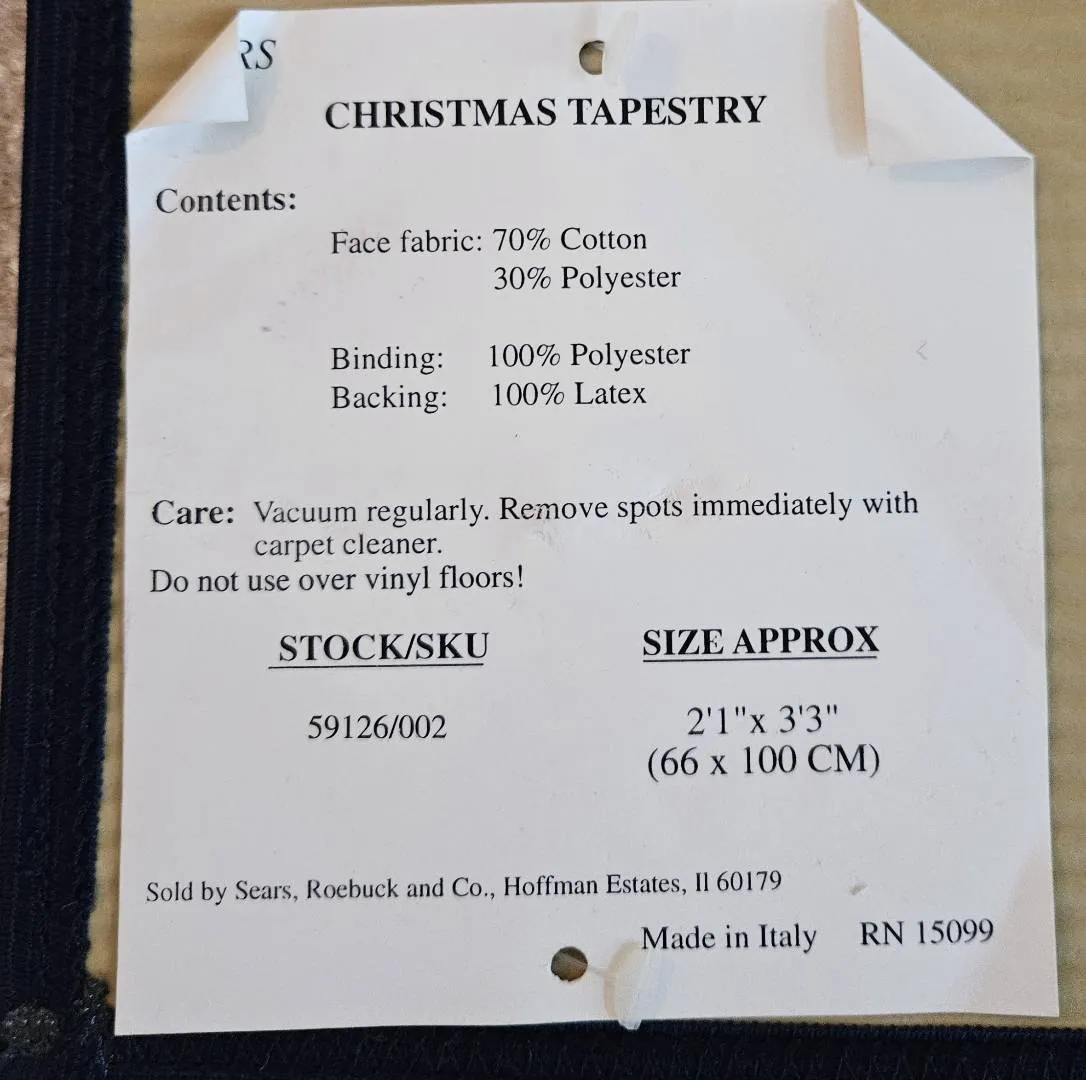 RS
CHRISTMAS TAPESTRY
Contents:
Face fabric: 70% Cotton
30% Polyester
Binding: 100% Polyester
Backing: 100% Latex
Care: Vacuum regularly. Remove spots immediately with
carpet cleaner.
Do not use over vinyl floors!
STOCK/SKU SIZE APPROX
59126/002 2'1"x 3'3"
(66 x 100 CM)
Sold by Sears, Roebuck and Co., Hoffman Estates, Il 60179
Made in Italy RN 15099